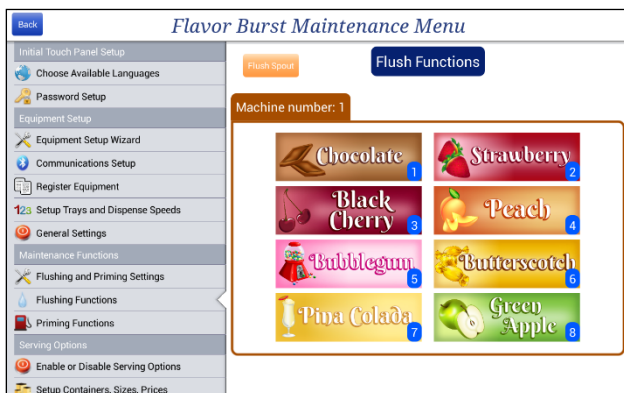 Back
Flavor Burst Maintenance Menu
Initial Touch Panel Setup
Choose Available Languages
Password Setup
Equipment Setup
Equipment Setup Wizard
Communications Setup
Register Equipment
123 Setup Trays and Dispense Speeds
General Settings
Maintenance Functions
Flushing and Priming Settings
Flushing Functions
Priming Functions
Serving Options
Enable or Disable Serving Options
Setup Containers, Sizes, Prices
Flush Spout
Flush Functions
Machine number: 1
Chocolate 1
Strawberry 2
Black
Cherry 3
Peach 4
Bubblegum 5
Butterscotch 6
Pina Colada 7
Green
Apple 8